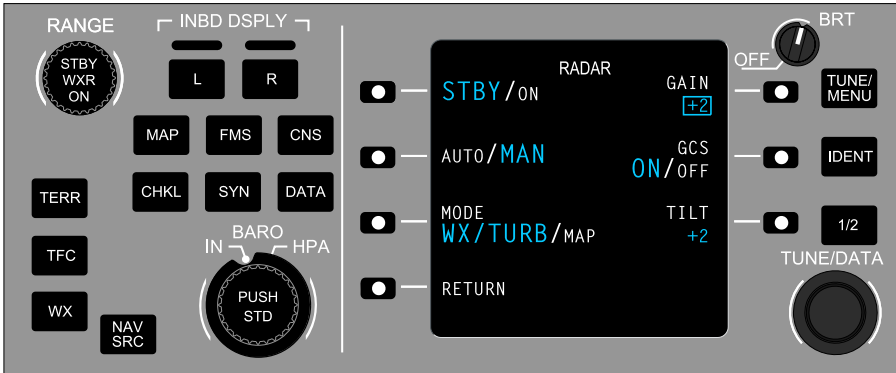 RANGE
STBY
WXR
ON
INBD DSPLY
L
R
MAP
FMS
CNS
CHKL
SYN
DATA
TERR
TFC
WX
NAV
SRC
BARO
IN
HPA
PUSH
STD
RADAR
STBY/ON
GAIN
+2
AUTO/MAN
GCS
ON/OFF
MODE
WX/TURB/MAP
TILT
+2
RETURN
BRT
OFF
TUNE/
MENU
IDENT
1/2
TUNE/DATA